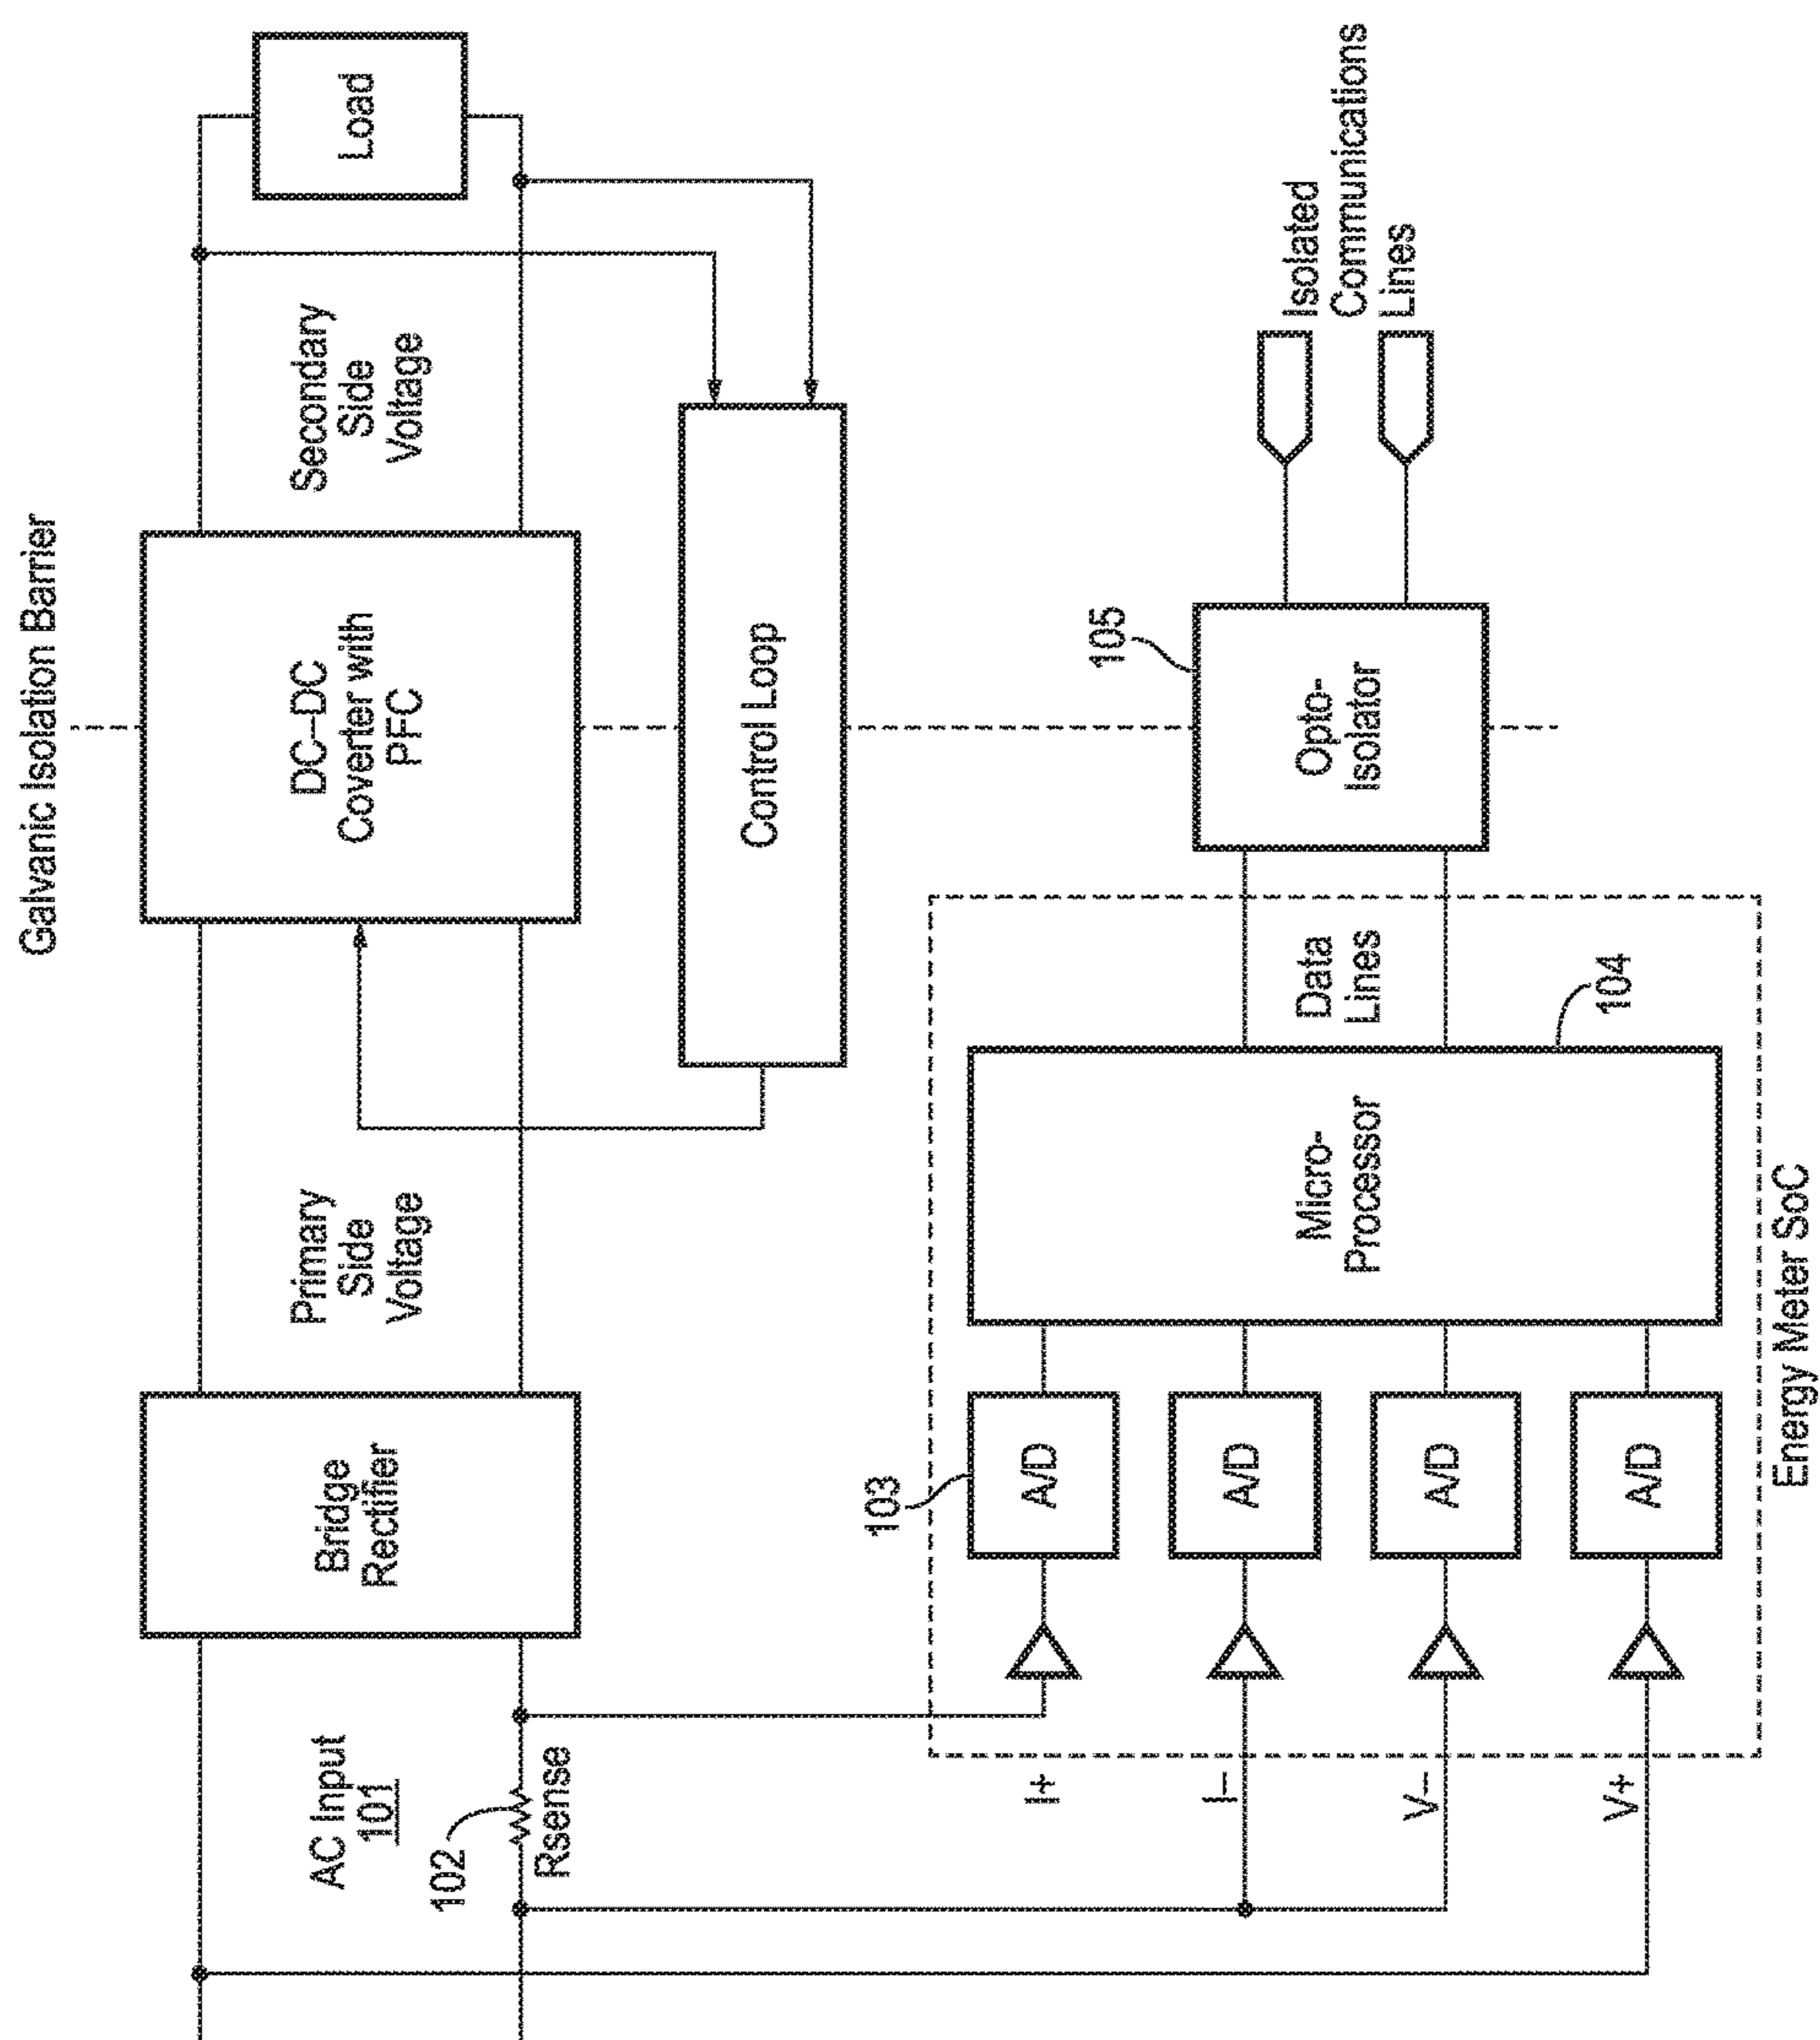 Galvanic Isolation Barrier
AC Input
101
102
Rsense
Bridge
Rectifier
Primary
Side
Voltage
DC–DC
Coverter with
PFC
Secondary
Side
Voltage
Load
Control Loop
103
I+
I–
V–
V+
A/D
A/D
A/D
A/D
Micro-
Processor
104
Data
Lines
105
Opto-
Isolator
Isolated
Communications
Lines
Energy Meter SoC